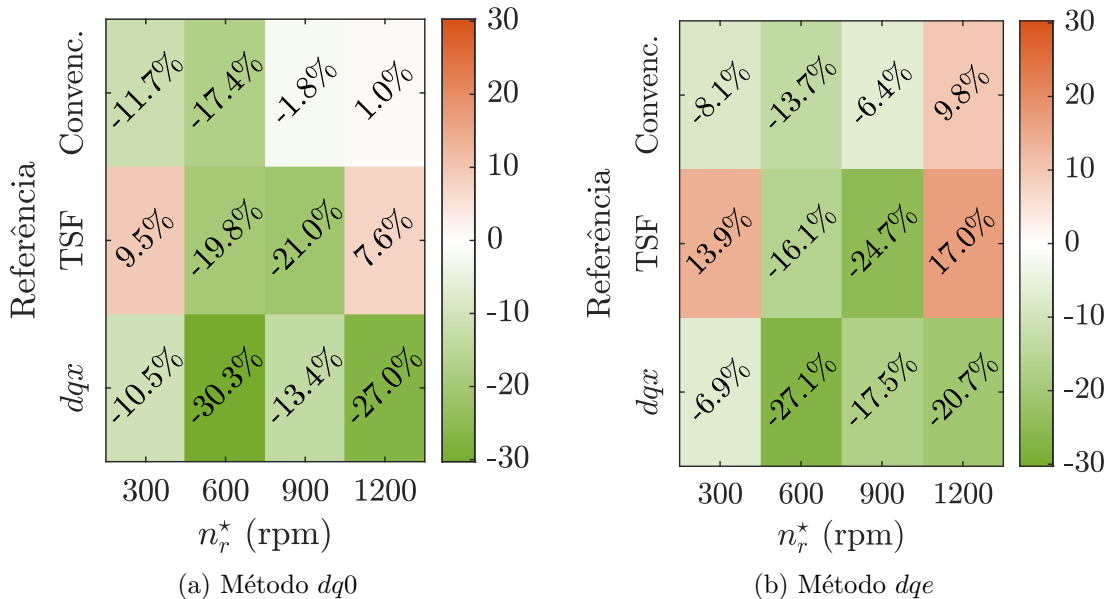 Referência
Convenc.
-11.7% -17.4% -1.8% 1.0%
TSF
9.5% -19.8% -21.0% 7.6%
dqx
-10.5% -30.3% -13.4% -27.0%
300 600 900 1200
n_r^⋆ (rpm)
30
20
10
0
-10
-20
-30
(a) Método dq0
Referência
Convenc.
-8.1% -13.7% -6.4% 9.8%
TSF
13.9% -16.1% -24.7% 17.0%
dqx
-6.9% -27.1% -17.5% -20.7%
300 600 900 1200
n_r^⋆ (rpm)
30
20
10
0
-10
-20
-30
(b) Método dqe